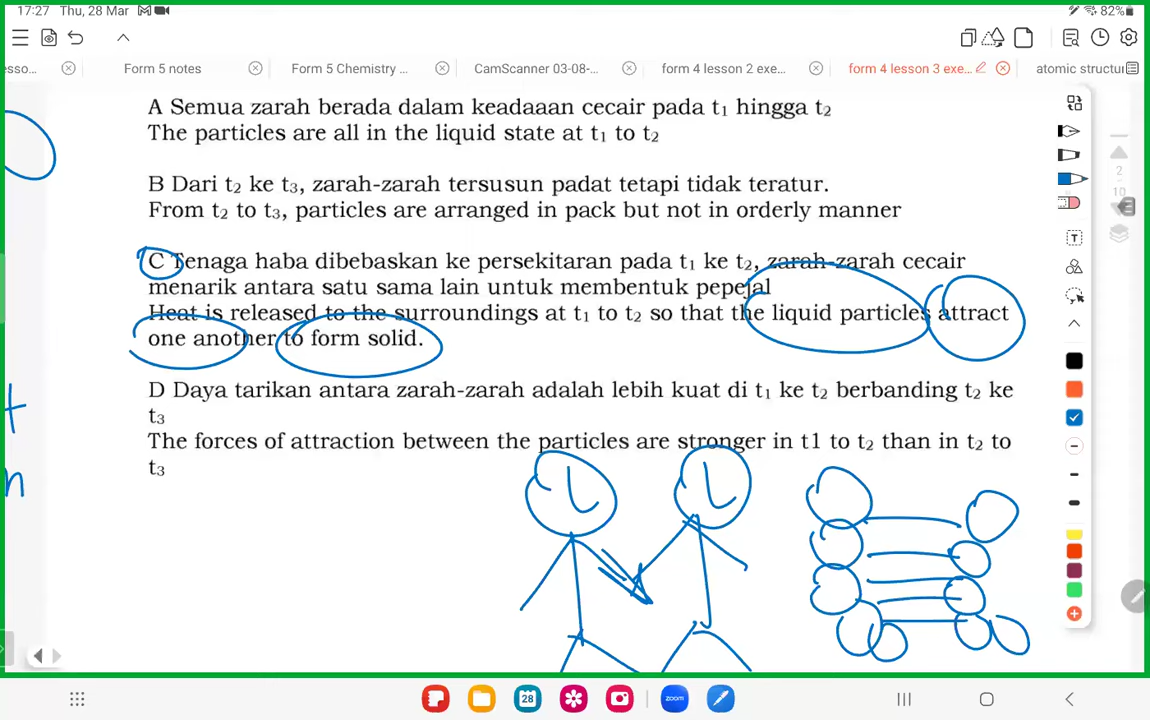 17:27 Thu, 28 Mar 82%
esso... Form 5 notes Form 5 Chemistry ... CamScanner 03-08-... form 4 lesson 2 exe... form 4 lesson 3 exe... atomic structu
A Semua zarah berada dalam keadaaan cecair pada t₁ hingga t₂
The particles are all in the liquid state at t₁ to t₂
B Dari t₂ ke t₃, zarah-zarah tersusun padat tetapi tidak teratur.
From t₂ to t₃, particles are arranged in pack but not in orderly manner
C Tenaga haba dibebaskan ke persekitaran pada t₁ ke t₂, zarah-zarah cecair
menarik antara satu sama lain untuk membentuk pepejal
Heat is released to the surroundings at t₁ to t₂ so that the liquid particles attract
one another to form solid.
D Daya tarikan antara zarah-zarah adalah lebih kuat di t₁ ke t₂ berbanding t₂ ke
t₃
The forces of attraction between the particles are stronger in t1 to t₂ than in t₂ to
t₃
t
n
L L
2
10
T
28
zoom